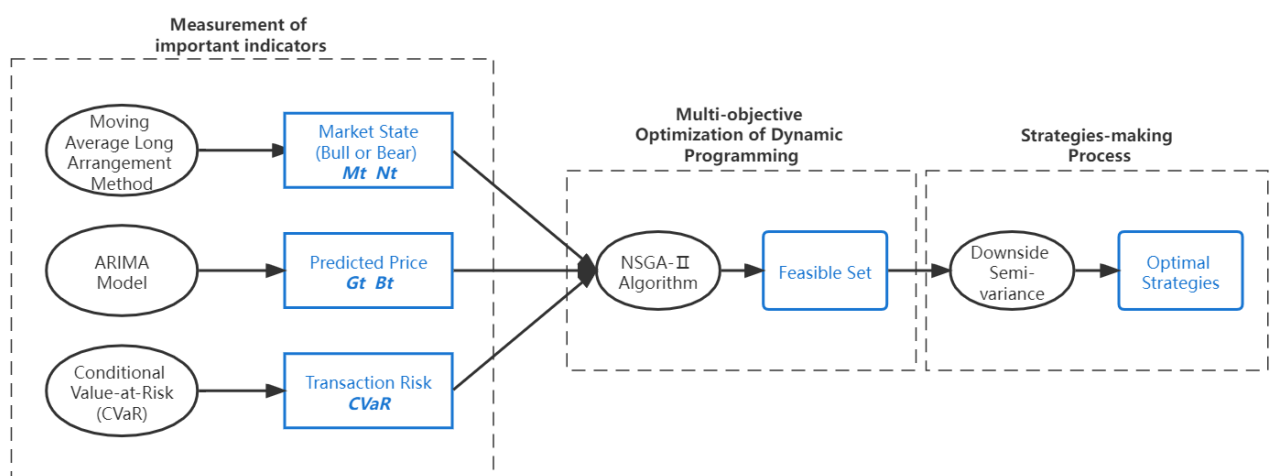 Measurement of
important indicators
Moving
Average Long
Arrangement
Method
Market State
(Bull or Bear)
Mt Nt
ARIMA
Model
Predicted Price
Gt Bt
Conditional
Value-at-Risk
(CVaR)
Transaction Risk
CVaR
Multi-objective
Optimization of Dynamic
Programming
NSGA-Ⅱ
Algorithm
Feasible Set
Strategies-making
Process
Downside
Semi-
variance
Optimal
Strategies